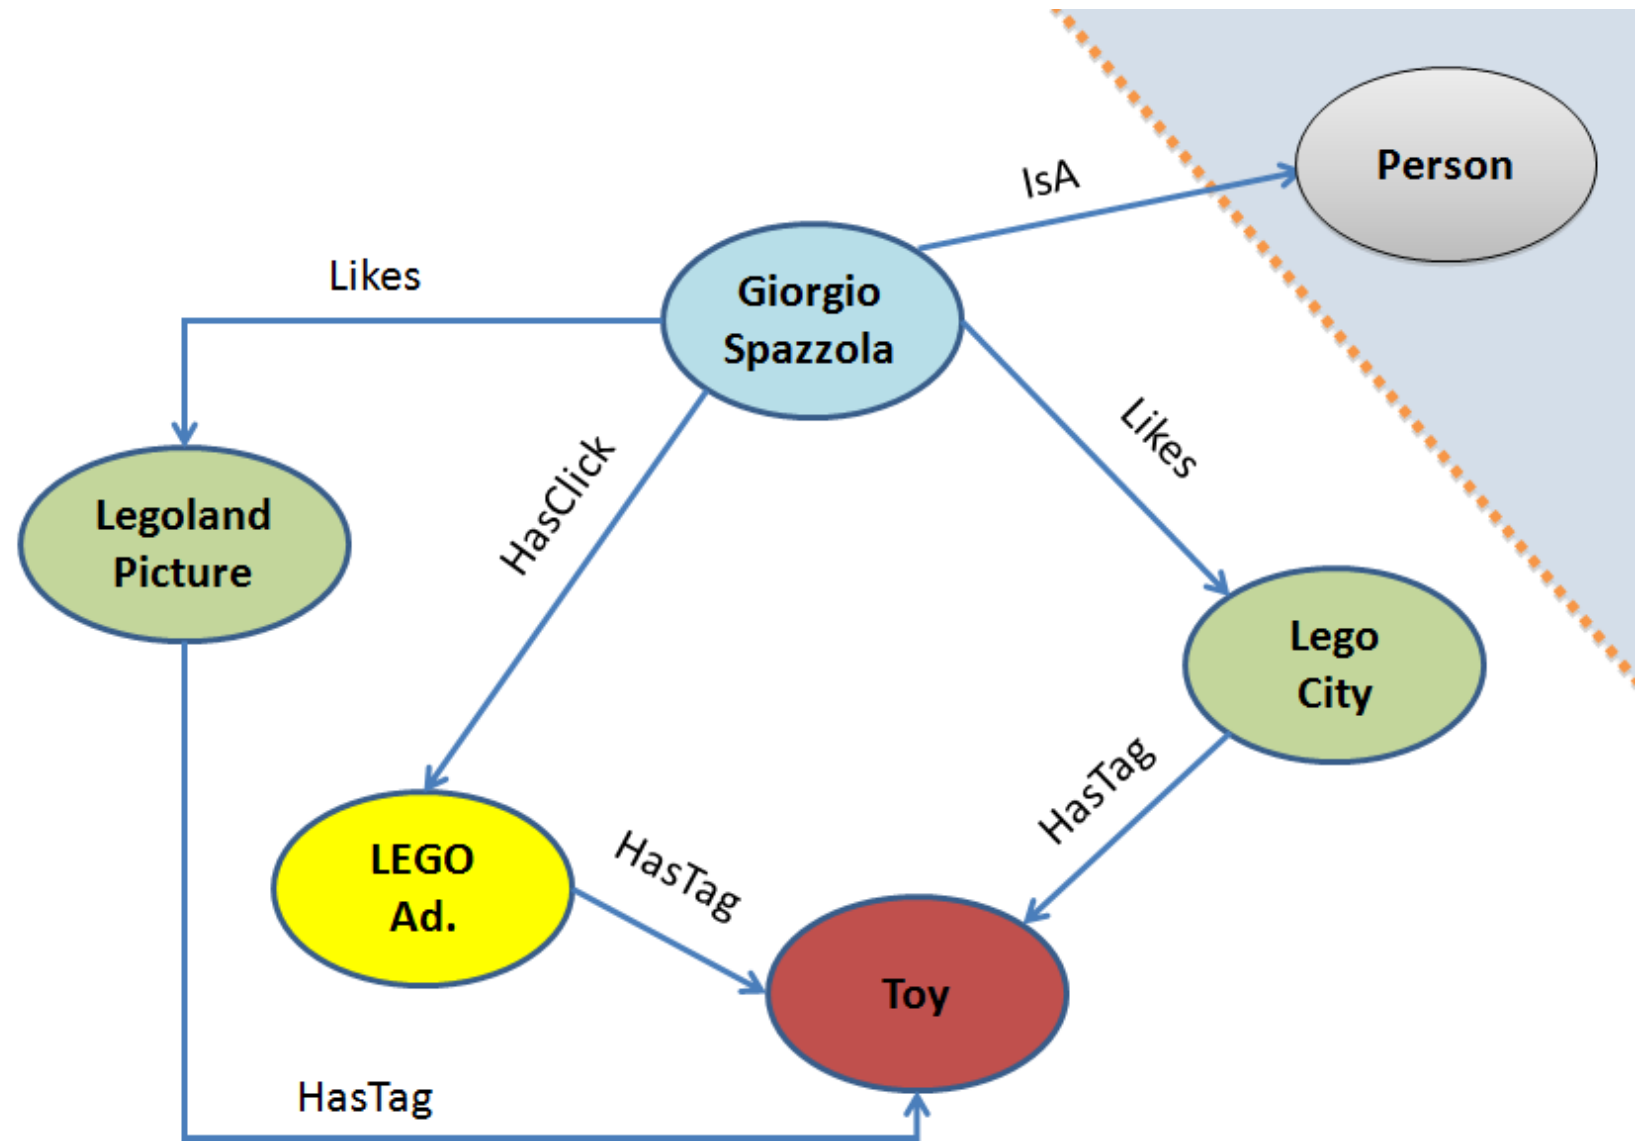 Person
IsA
Giorgio
Spazzola
Likes
Likes
HasClick
Legoland
Picture
Lego
City
HasTag
LEGO
Ad.
HasTag
Toy
HasTag